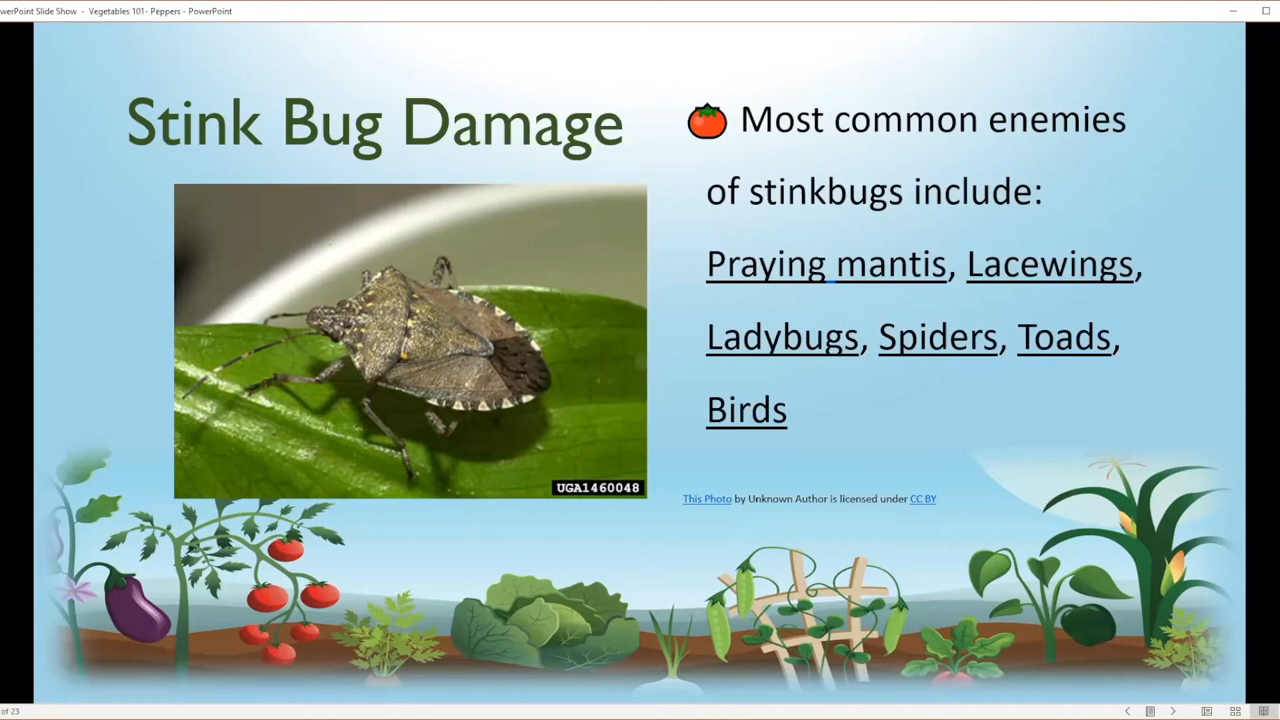 werPoint Slide Show - Vegetables 101- Peppers - PowerPoint
Stink Bug Damage
Most common enemies
of stinkbugs include:
Praying mantis, Lacewings,
Ladybugs, Spiders, Toads,
Birds
UGA1460048
This Photo by Unknown Author is licensed under CC BY
of 23